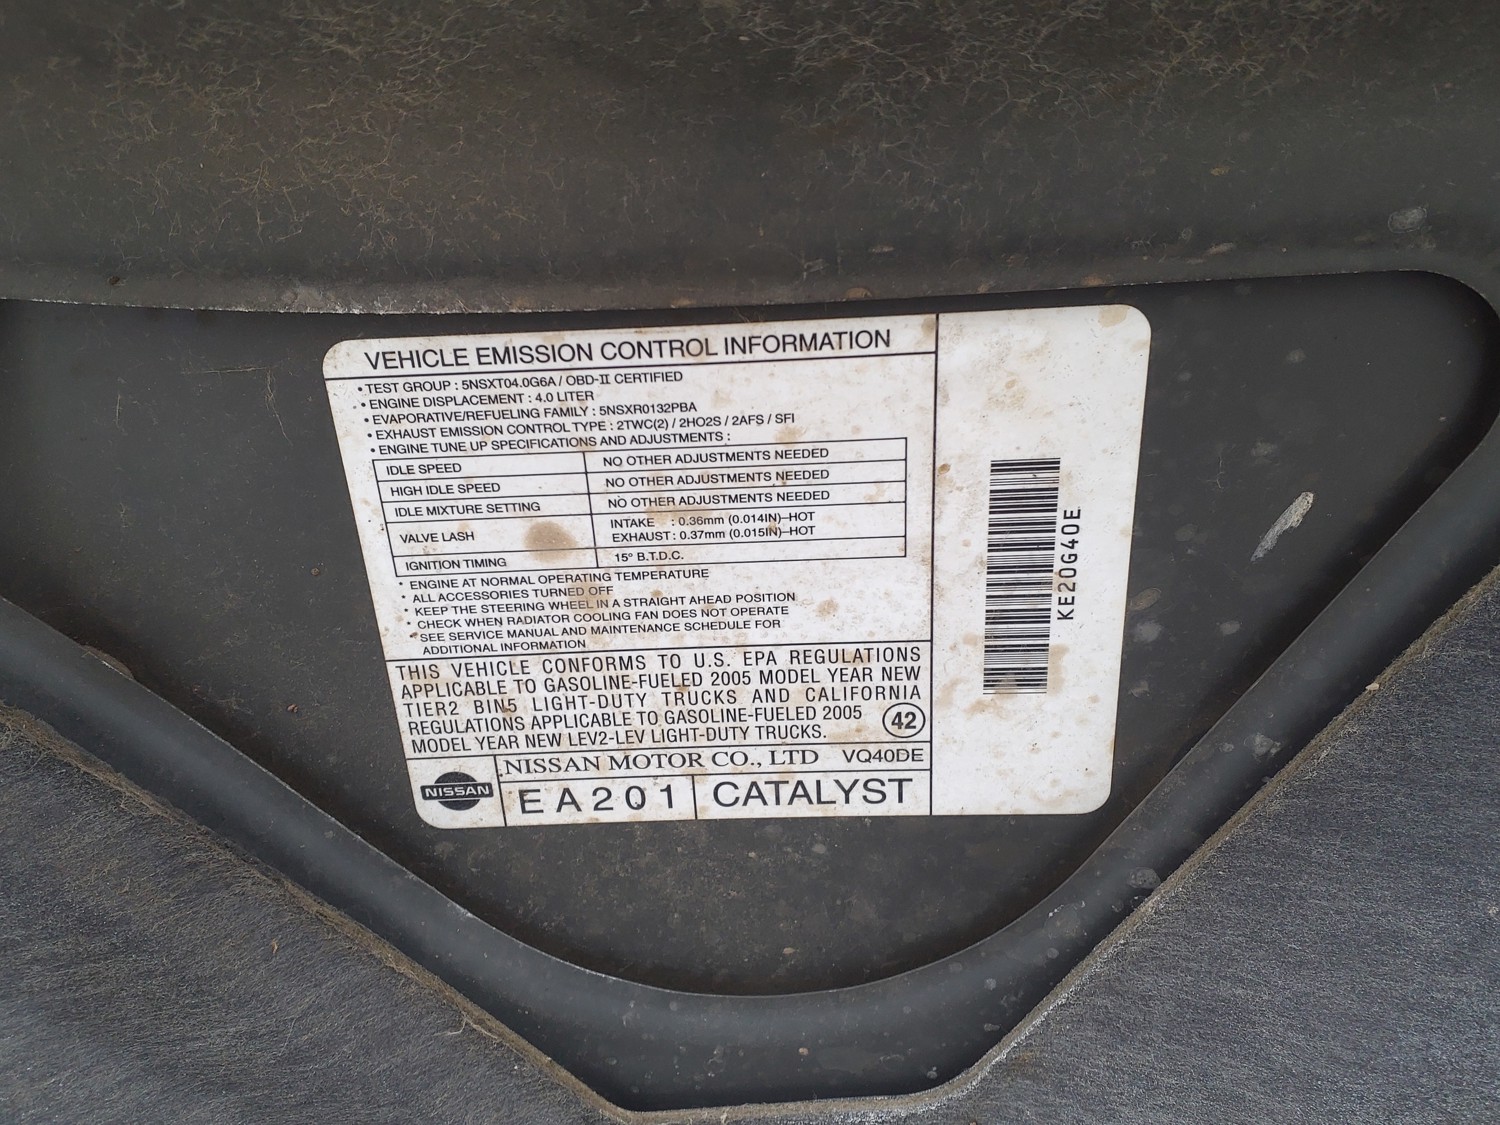 VEHICLE EMISSION CONTROL INFORMATION
• TEST GROUP : 5NSXT04.0G6A / OBD-II CERTIFIED
• ENGINE DISPLACEMENT : 4.0 LITER
• EVAPORATIVE/REFUELING FAMILY : 5NSXR0132PBA
• EXHAUST EMISSION CONTROL TYPE : 2TWC(2) / 2HO2S / 2AFS / SFI
• ENGINE TUNE UP SPECIFICATIONS AND ADJUSTMENTS :
IDLE SPEED NO OTHER ADJUSTMENTS NEEDED
HIGH IDLE SPEED NO OTHER ADJUSTMENTS NEEDED
IDLE MIXTURE SETTING NO OTHER ADJUSTMENTS NEEDED
VALVE LASH INTAKE : 0.36mm (0.014IN)–HOT
EXHAUST : 0.37mm (0.015IN)–HOT
IGNITION TIMING 15° B.T.D.C.
• ENGINE AT NORMAL OPERATING TEMPERATURE
• ALL ACCESSORIES TURNED OFF
• KEEP THE STEERING WHEEL IN A STRAIGHT AHEAD POSITION
• CHECK WHEN RADIATOR COOLING FAN DOES NOT OPERATE
• SEE SERVICE MANUAL AND MAINTENANCE SCHEDULE FOR
ADDITIONAL INFORMATION
THIS VEHICLE CONFORMS TO U.S. EPA REGULATIONS
APPLICABLE TO GASOLINE-FUELED 2005 MODEL YEAR NEW
TIER2 BIN5 LIGHT-DUTY TRUCKS AND CALIFORNIA
REGULATIONS APPLICABLE TO GASOLINE-FUELED 2005
MODEL YEAR NEW LEV2-LEV LIGHT-DUTY TRUCKS.
42
NISSAN
NISSAN MOTOR CO., LTD VQ40DE
EA201 CATALYST
KE20G40E